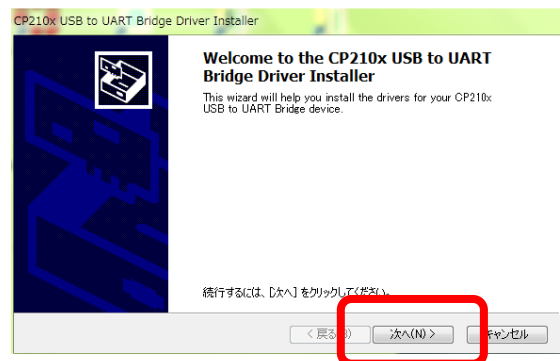 CP210x USB to UART Bridge Driver Installer
Welcome to the CP210x USB to UART
Bridge Driver Installer
This wizard will help you install the drivers for your CP210x
USB to UART Bridge device.
続行するには、[次へ] をクリックしてください。
< 戻る(B) 次へ(N) > キャンセル